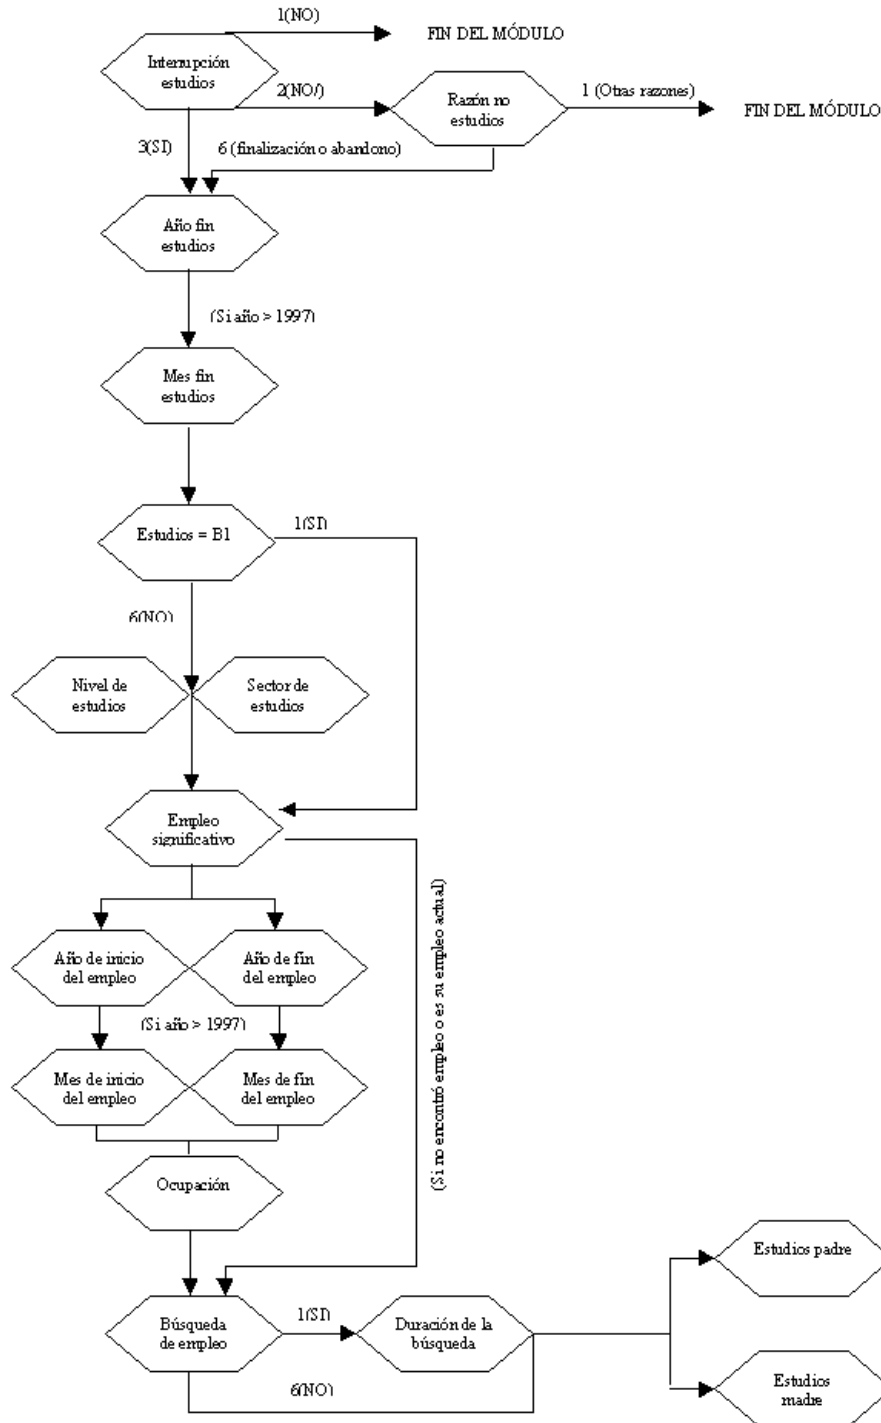 1(NO)
FIN DEL MÓDULO
Interrupción
estudios
2(NO/)
Razón no
estudios
1 (Otras razones)
FIN DEL MÓDULO
3(SI)
6 (finalización o abandono)
Año fin
estudios
(Si año > 1997)
Mes fin
estudios
Estudios = B1
1(SI)
6(NO)
Nivel de
estudios
Sector de
estudios
Empleo
significativo
(Si no encontró empleo o es su empleo actual)
Año de inicio
del empleo
Año de fin
del empleo
(Si año > 1997)
Mes de inicio
del empleo
Mes de fin
del empleo
Ocupación
Búsqueda
de empleo
1(SI)
Duración de la
búsqueda
Estudios padre
6(NO)
Estudios
madre